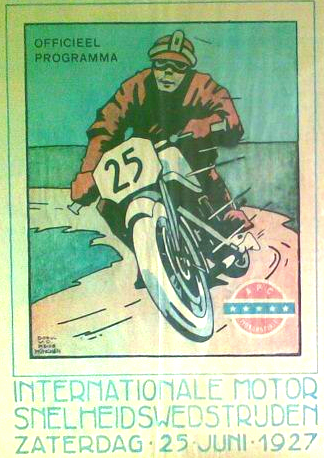 OFFICIEEL
PROGRAMMA
25
INTERNATIONALE MOTOR
SNELHEIDSWEDSTRIJDEN
ZATERDAG · 25 · JUNI · 1927